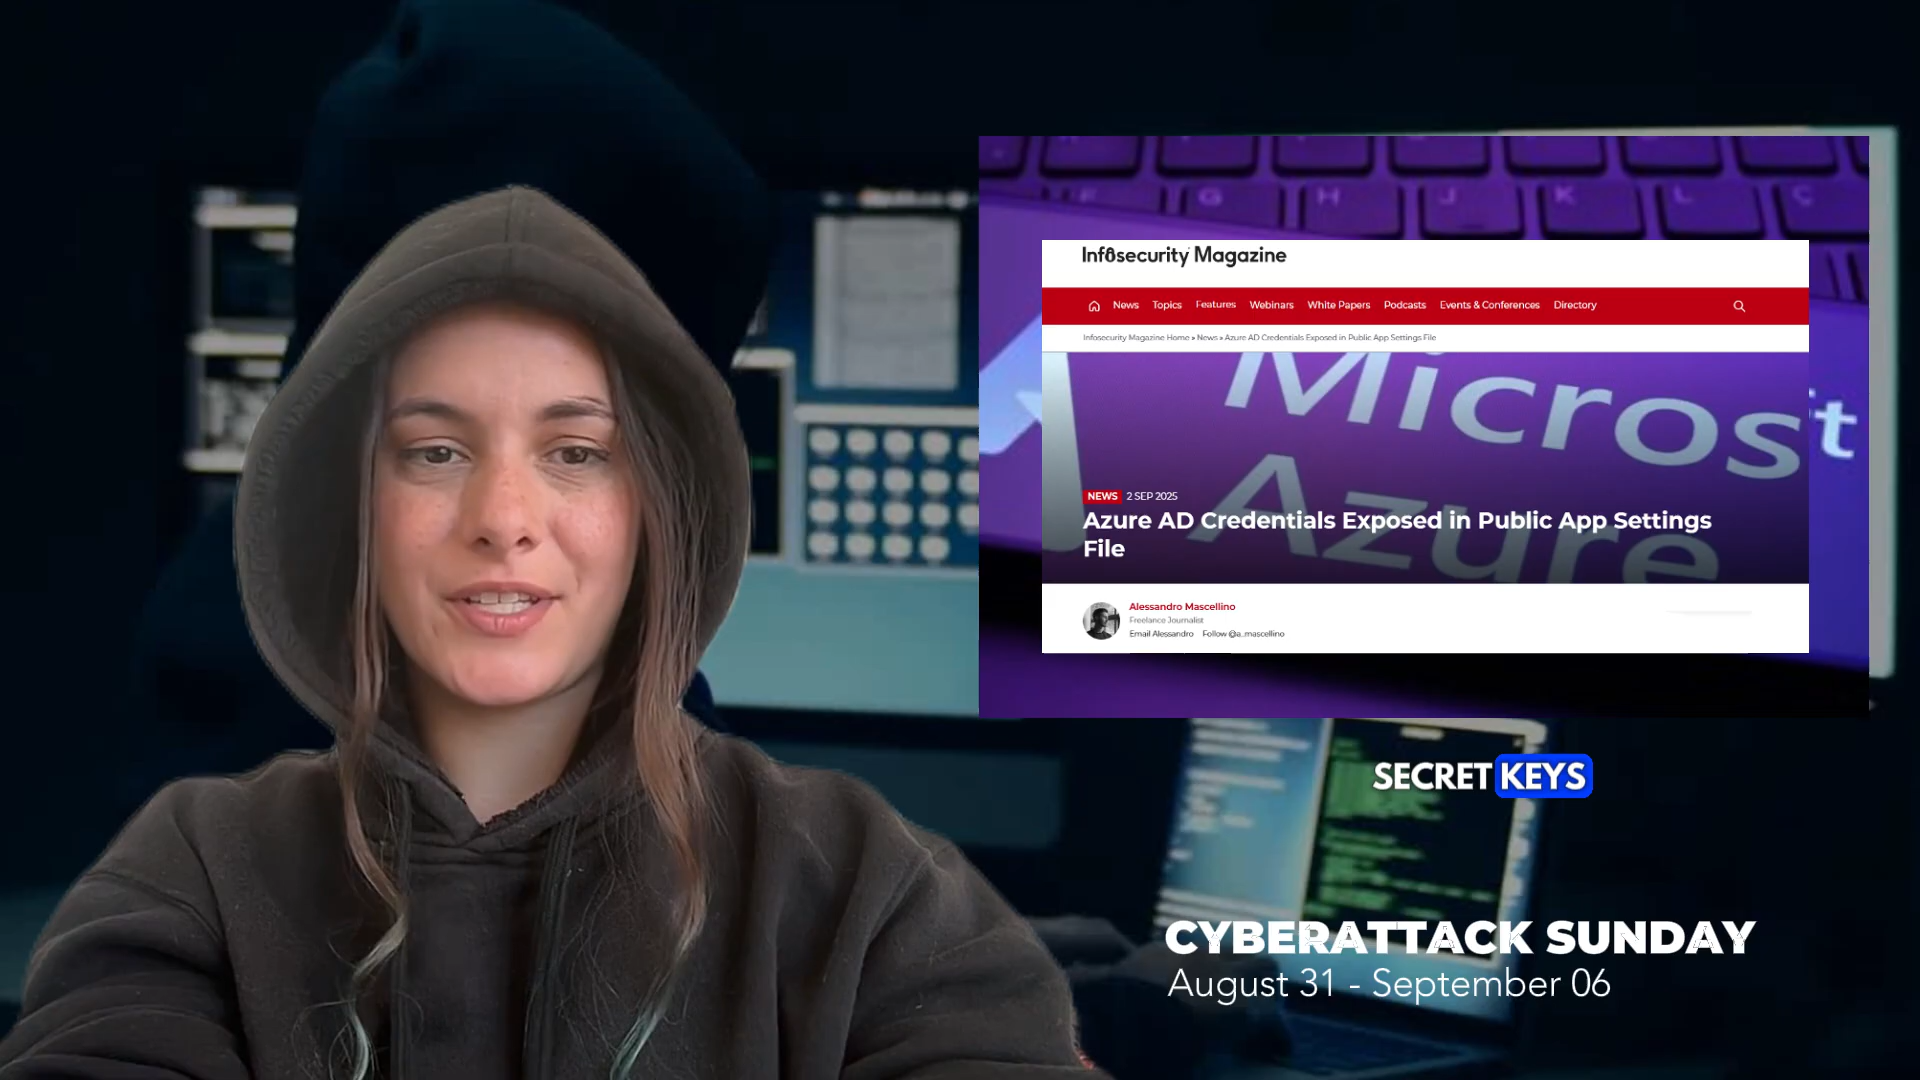 G H J K L Ç
Infosecurity Magazine
News Topics Features Webinars White Papers Podcasts Events & Conferences Directory
Infosecurity Magazine Home » News » Azure AD Credentials Exposed in Public App Settings File
Micros t
Azure
NEWS 2 SEP 2025
Azure AD Credentials Exposed in Public App Settings
File
Alessandro Mascellino
Freelance Journalist
Email Alessandro Follow @a_mascellino
SECRET KEYS
CYBERATTACK SUNDAY
August 31 - September 06